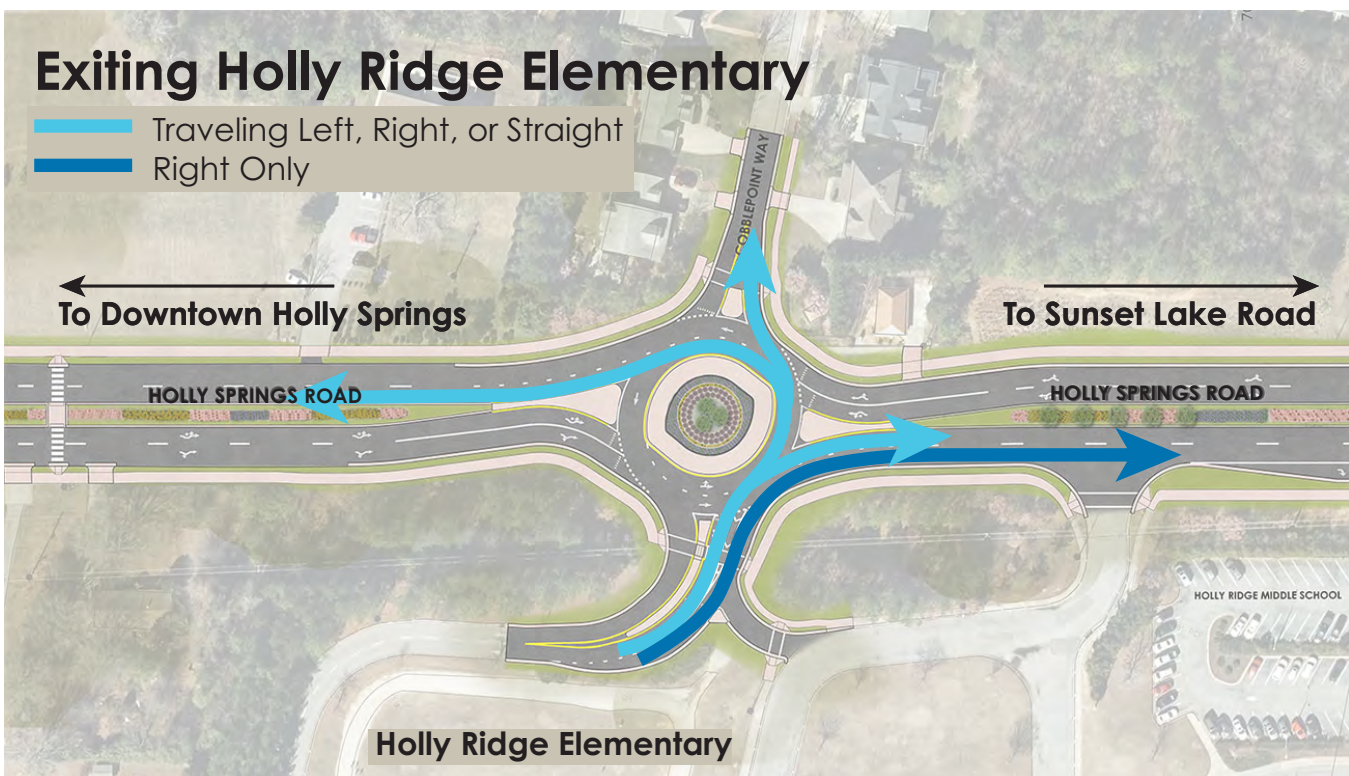 Exiting Holly Ridge Elementary
Traveling Left, Right, or Straight
Right Only
COBBLEPOINT WAY
To Downtown Holly Springs
To Sunset Lake Road
HOLLY SPRINGS ROAD
HOLLY SPRINGS ROAD
HOLLY RIDGE MIDDLE SCHOOL
Holly Ridge Elementary